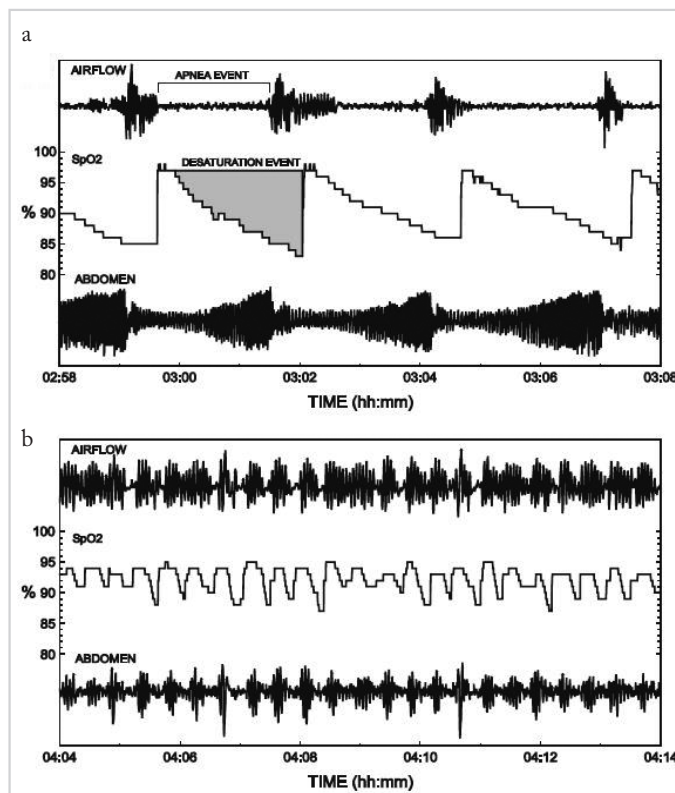 a
AIRFLOW
APNEA EVENT
100
SpO2
DESATURATION EVENT
95
% 90
85
80
ABDOMEN
02:58 03:00 03:02 03:04 03:06 03:08
TIME (hh:mm)
b
AIRFLOW
100
SpO2
95
% 90
85
80
ABDOMEN
04:04 04:06 04:08 04:10 04:12 04:14
TIME (hh:mm)